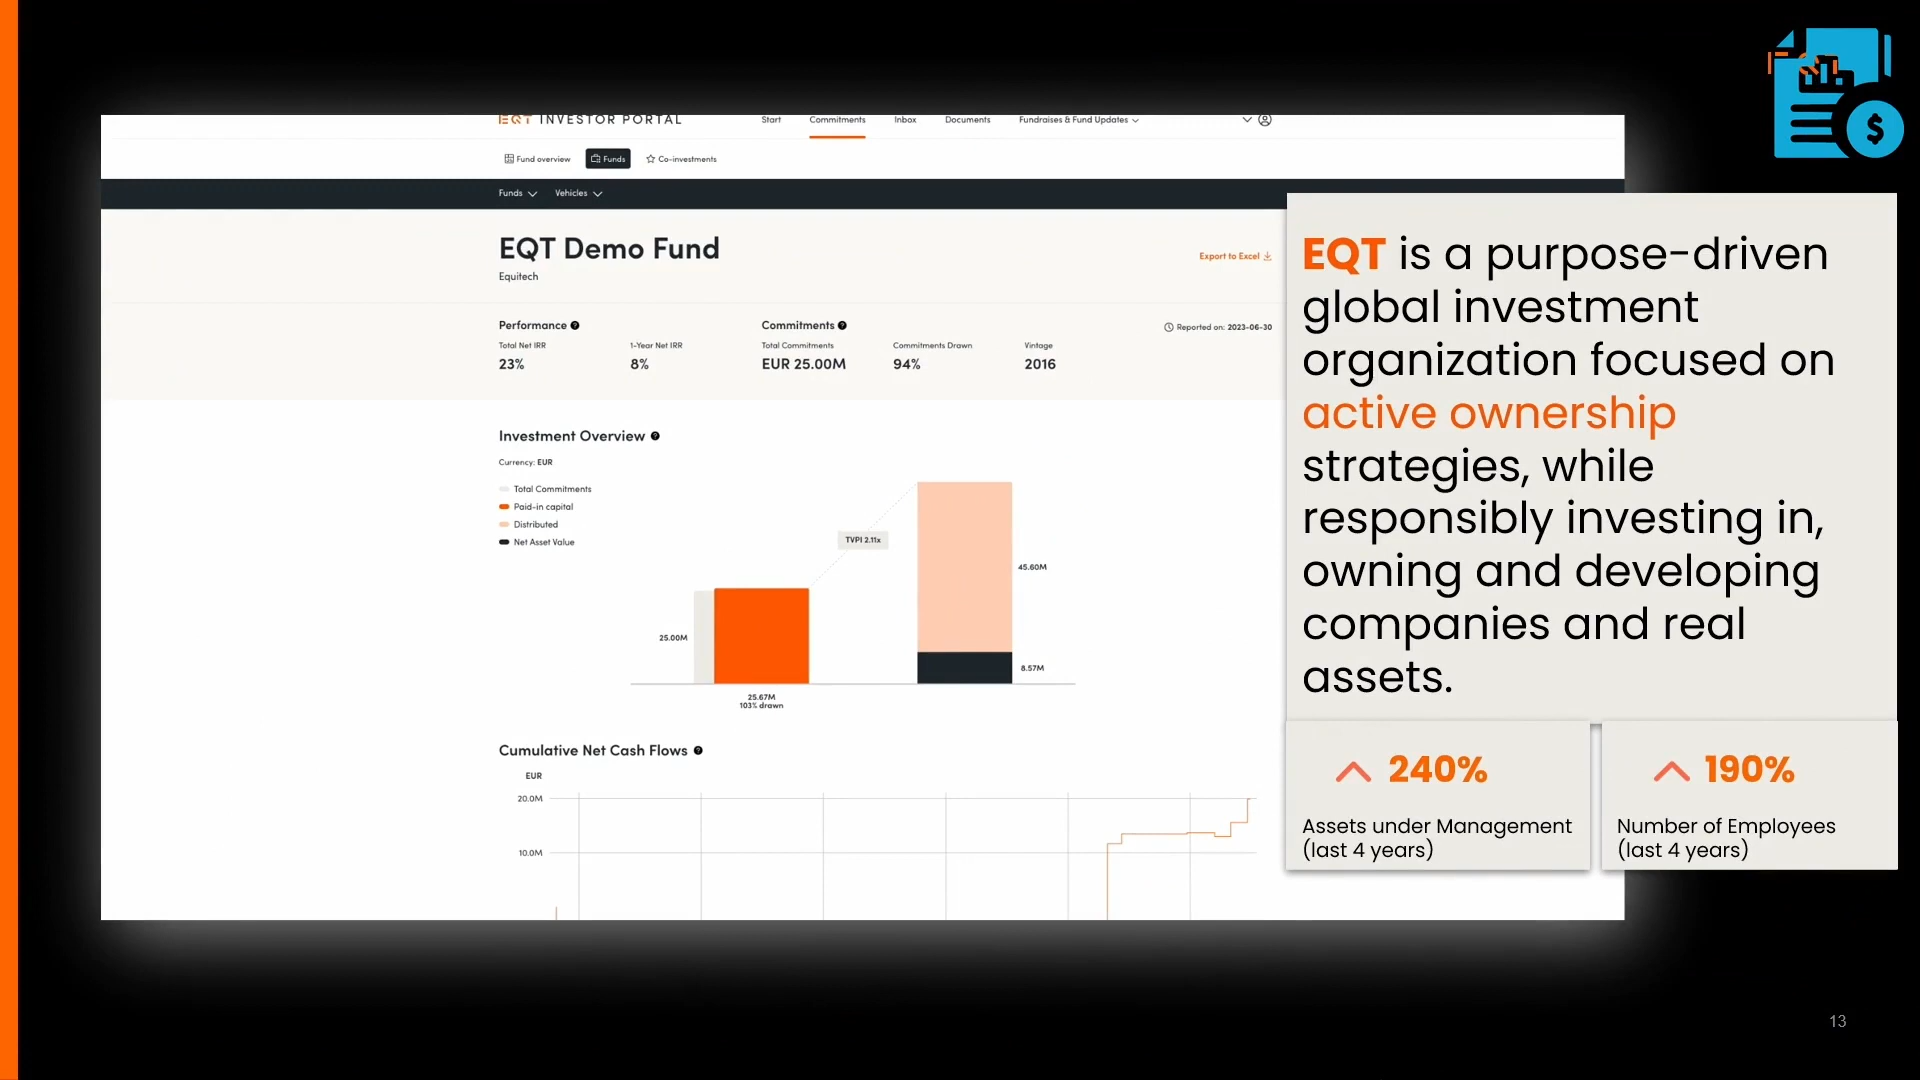 EQT INVESTOR PORTAL
Start
Commitments
Inbox
Documents
Fundraises & Fund Updates
Fund overview
Funds
Co-investments
Funds
Vehicles
EQT Demo Fund
Equitech
Export to Excel
Performance
Commitments
Reported on: 2023-06-30
Total Net IRR
1-Year Net IRR
Total Commitments
Commitments Drawn
Vintage
23%
8%
EUR 25.00M
94%
2016
Investment Overview
Currency: EUR
Total Commitments
Paid-in capital
Distributed
Net Asset Value
TVPI 2.11x
45.60M
25.00M
8.57M
25.67M
103% drawn
Cumulative Net Cash Flows
EUR
20.0M
10.0M
EQT is a purpose-driven
global investment
organization focused on
active ownership
strategies, while
responsibly investing in,
owning and developing
companies and real
assets.
240%
Assets under Management
(last 4 years)
190%
Number of Employees
(last 4 years)
EQT
$
13